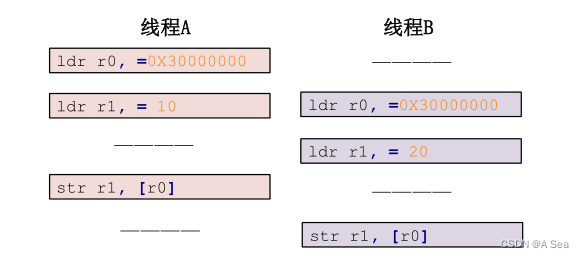 线程A
线程B
ldr r0, =0X30000000
ldr r1, = 10
ldr r0, =0X30000000
ldr r1, = 20
str r1, [r0]
str r1, [r0]
CSDN @A Sea